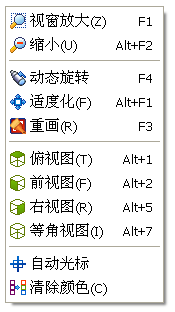 视窗放大(Z) F1
缩小(U) Alt+F2
动态旋转 F4
适度化(F) Alt+F1
重画(R) F3
俯视图(T) Alt+1
前视图(F) Alt+2
右视图(R) Alt+5
等角视图(I) Alt+7
自动光标
清除颜色(C)